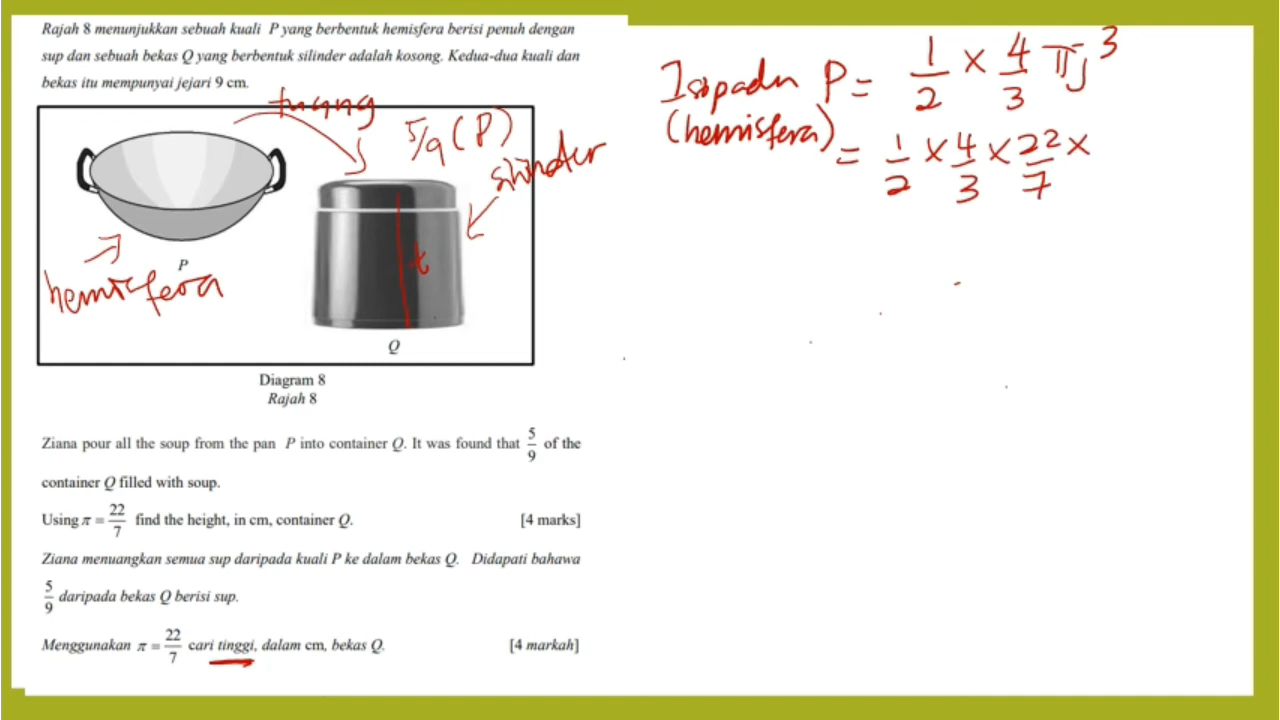 Rajah 8 menunjukkan sebuah kuali P yang berbentuk hemisfera berisi penuh dengan
sup dan sebuah bekas Q yang berbentuk silinder adalah kosong. Kedua-dua kuali dan
bekas itu mempunyai jejari 9 cm.
tuang
5/9 (P)
silinder
hemisfera
t
P
Q
Diagram 8
Rajah 8
Ziana pour all the soup from the pan P into container Q. It was found that 5/9 of the
container Q filled with soup.
Using π = 22/7 find the height, in cm, container Q. [4 marks]
Ziana menuangkan semua sup daripada kuali P ke dalam bekas Q. Didapati bahawa
5/9 daripada bekas Q berisi sup.
Menggunakan π = 22/7 cari tinggi, dalam cm, bekas Q. [4 markah]
Isipadu P = 1/2 × 4/3 πj³
(hemisfera) = 1/2 × 4/3 × 22/7 ×